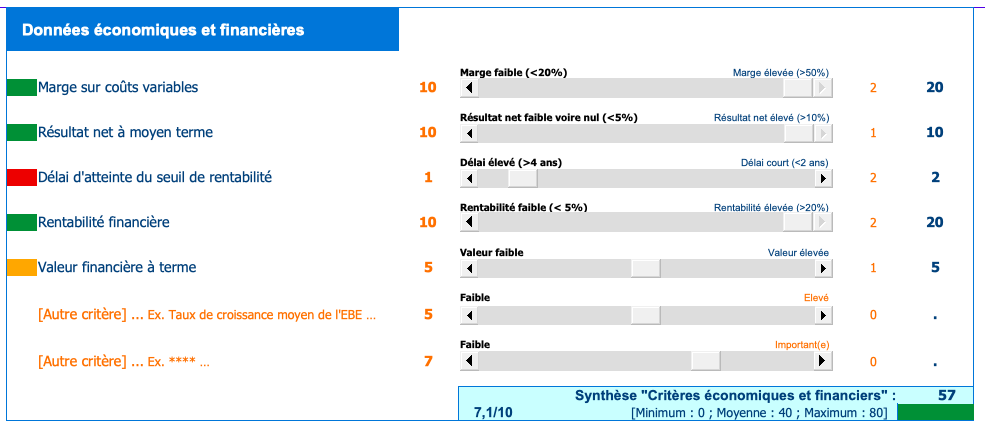 Données économiques et financières
Marge faible (<20%) Marge élevée (>50%)
Marge sur coûts variables 10 2 20
Résultat net faible voire nul (<5%) Résultat net élevé (>10%)
Résultat net à moyen terme 10 1 10
Délai élevé (>4 ans) Délai court (<2 ans)
Délai d'atteinte du seuil de rentabilité 1 2 2
Rentabilité faible (< 5%) Rentabilité élevée (>20%)
Rentabilité financière 10 2 20
Valeur faible Valeur élevée
Valeur financière à terme 5 1 5
Faible Elevé
[Autre critère] ... Ex. Taux de croissance moyen de l'EBE ... 5 0 .
Faible Important(e)
[Autre critère] ... Ex. **** ... 7 0 .
Synthèse "Critères économiques et financiers" : 57
7,1/10 [Minimum : 0 ; Moyenne : 40 ; Maximum : 80]